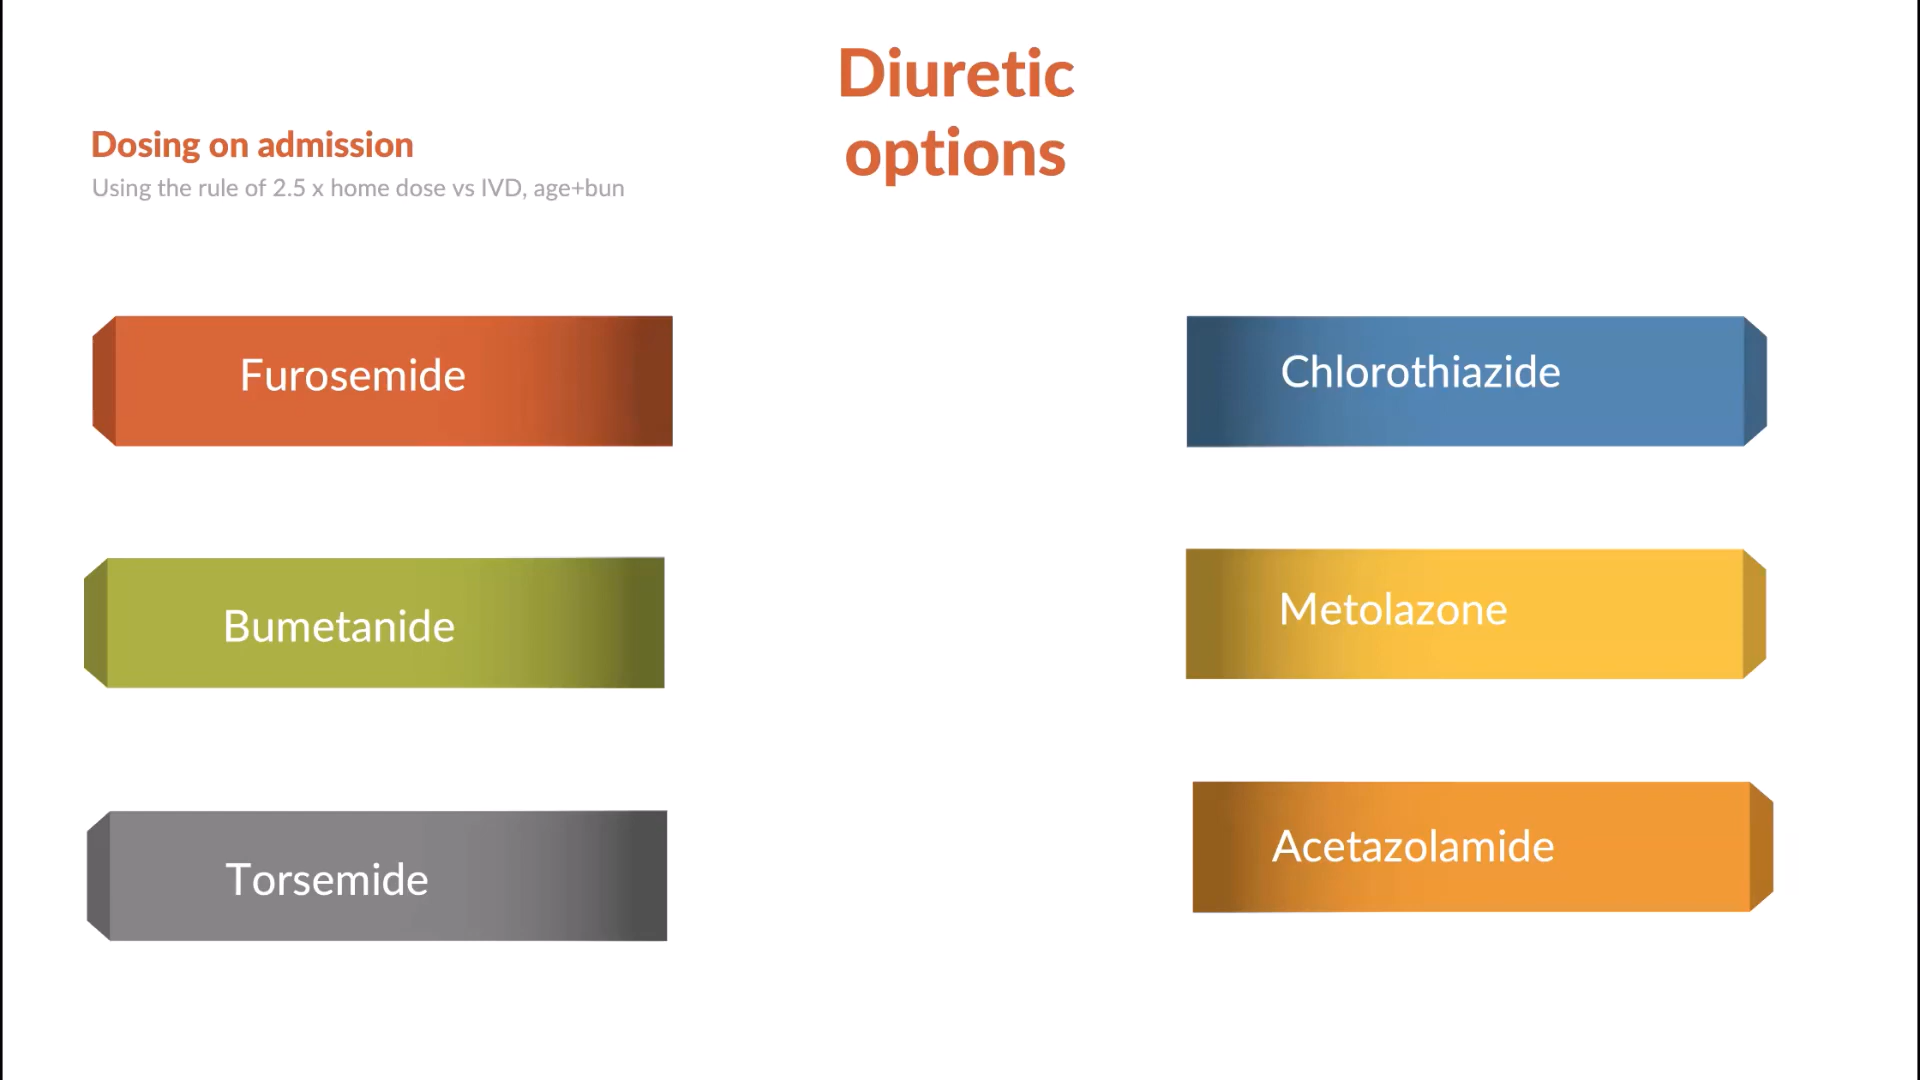 Diuretic
options
Dosing on admission
Using the rule of 2.5 x home dose vs IVD, age+bun
Furosemide
Bumetanide
Torsemide
Chlorothiazide
Metolazone
Acetazolamide